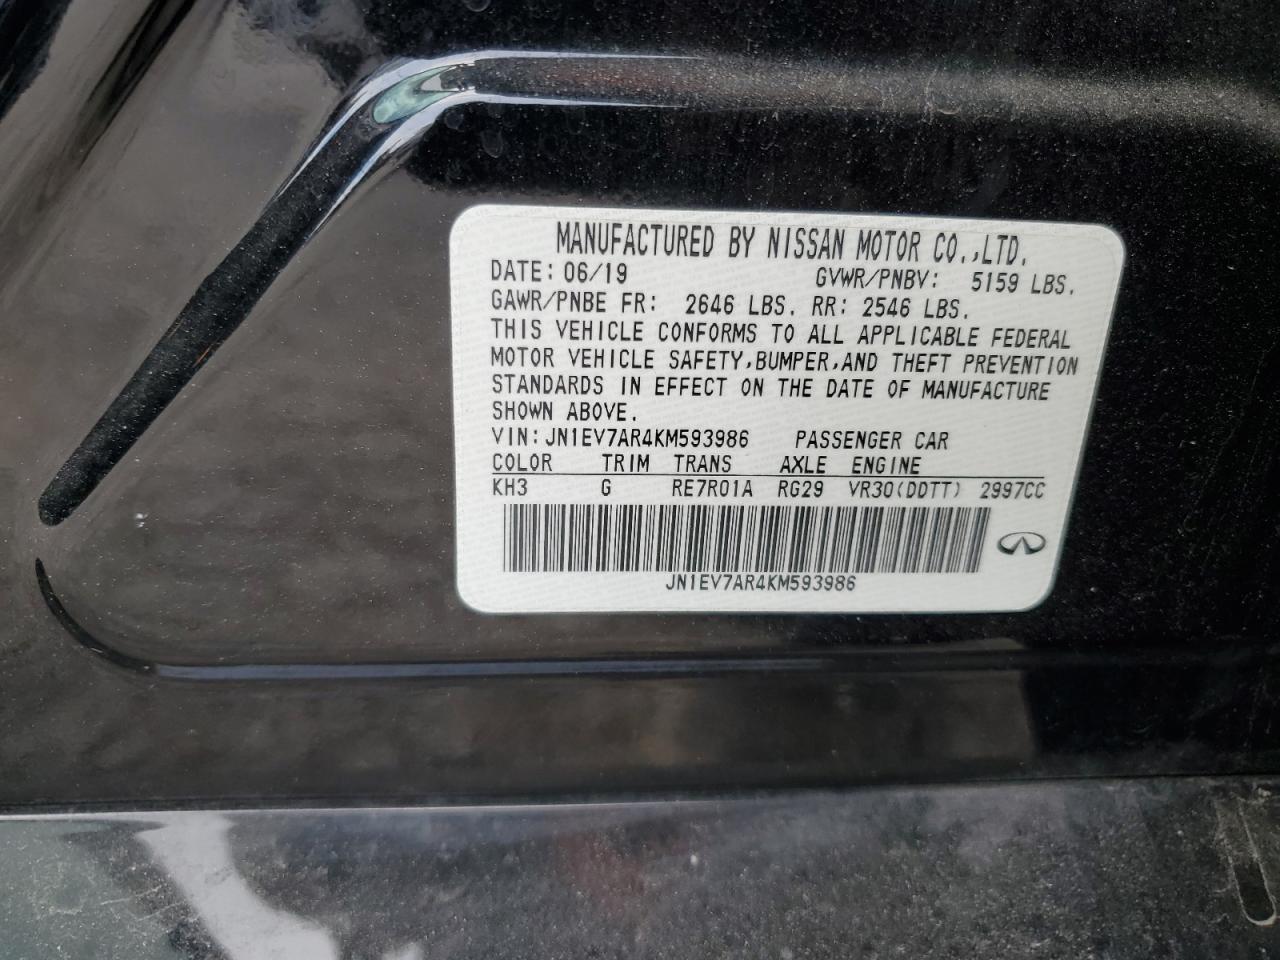 MANUFACTURED BY NISSAN MOTOR CO.,LTD.
DATE: 06/19 GVWR/PNBV: 5159 LBS.
GAWR/PNBE FR: 2646 LBS. RR: 2546 LBS.
THIS VEHICLE CONFORMS TO ALL APPLICABLE FEDERAL
MOTOR VEHICLE SAFETY,BUMPER,AND THEFT PREVENTION
STANDARDS IN EFFECT ON THE DATE OF MANUFACTURE
SHOWN ABOVE.
VIN:JN1EV7AR4KM593986 PASSENGER CAR
COLOR TRIM TRANS AXLE ENGINE
KH3 G RE7R01A RG29 VR30(DDTT) 2997CC
JN1EV7AR4KM593986